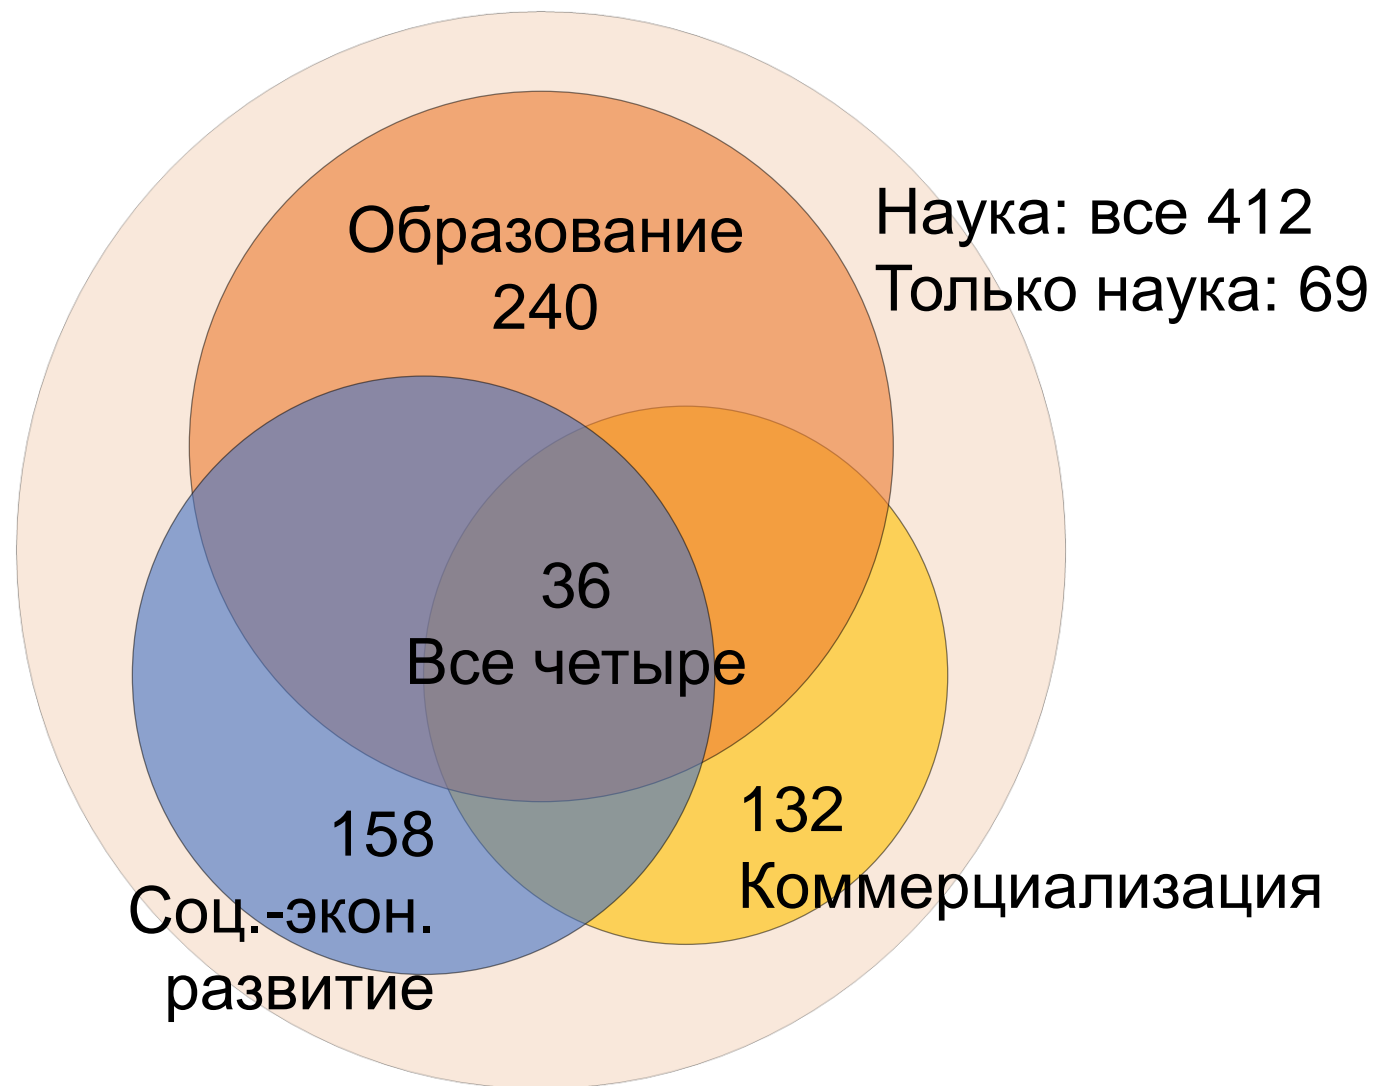 Образование
240
Наука: все 412
Только наука: 69
36
Все четыре
158
Соц.-экон.
развитие
132
Коммерциализация